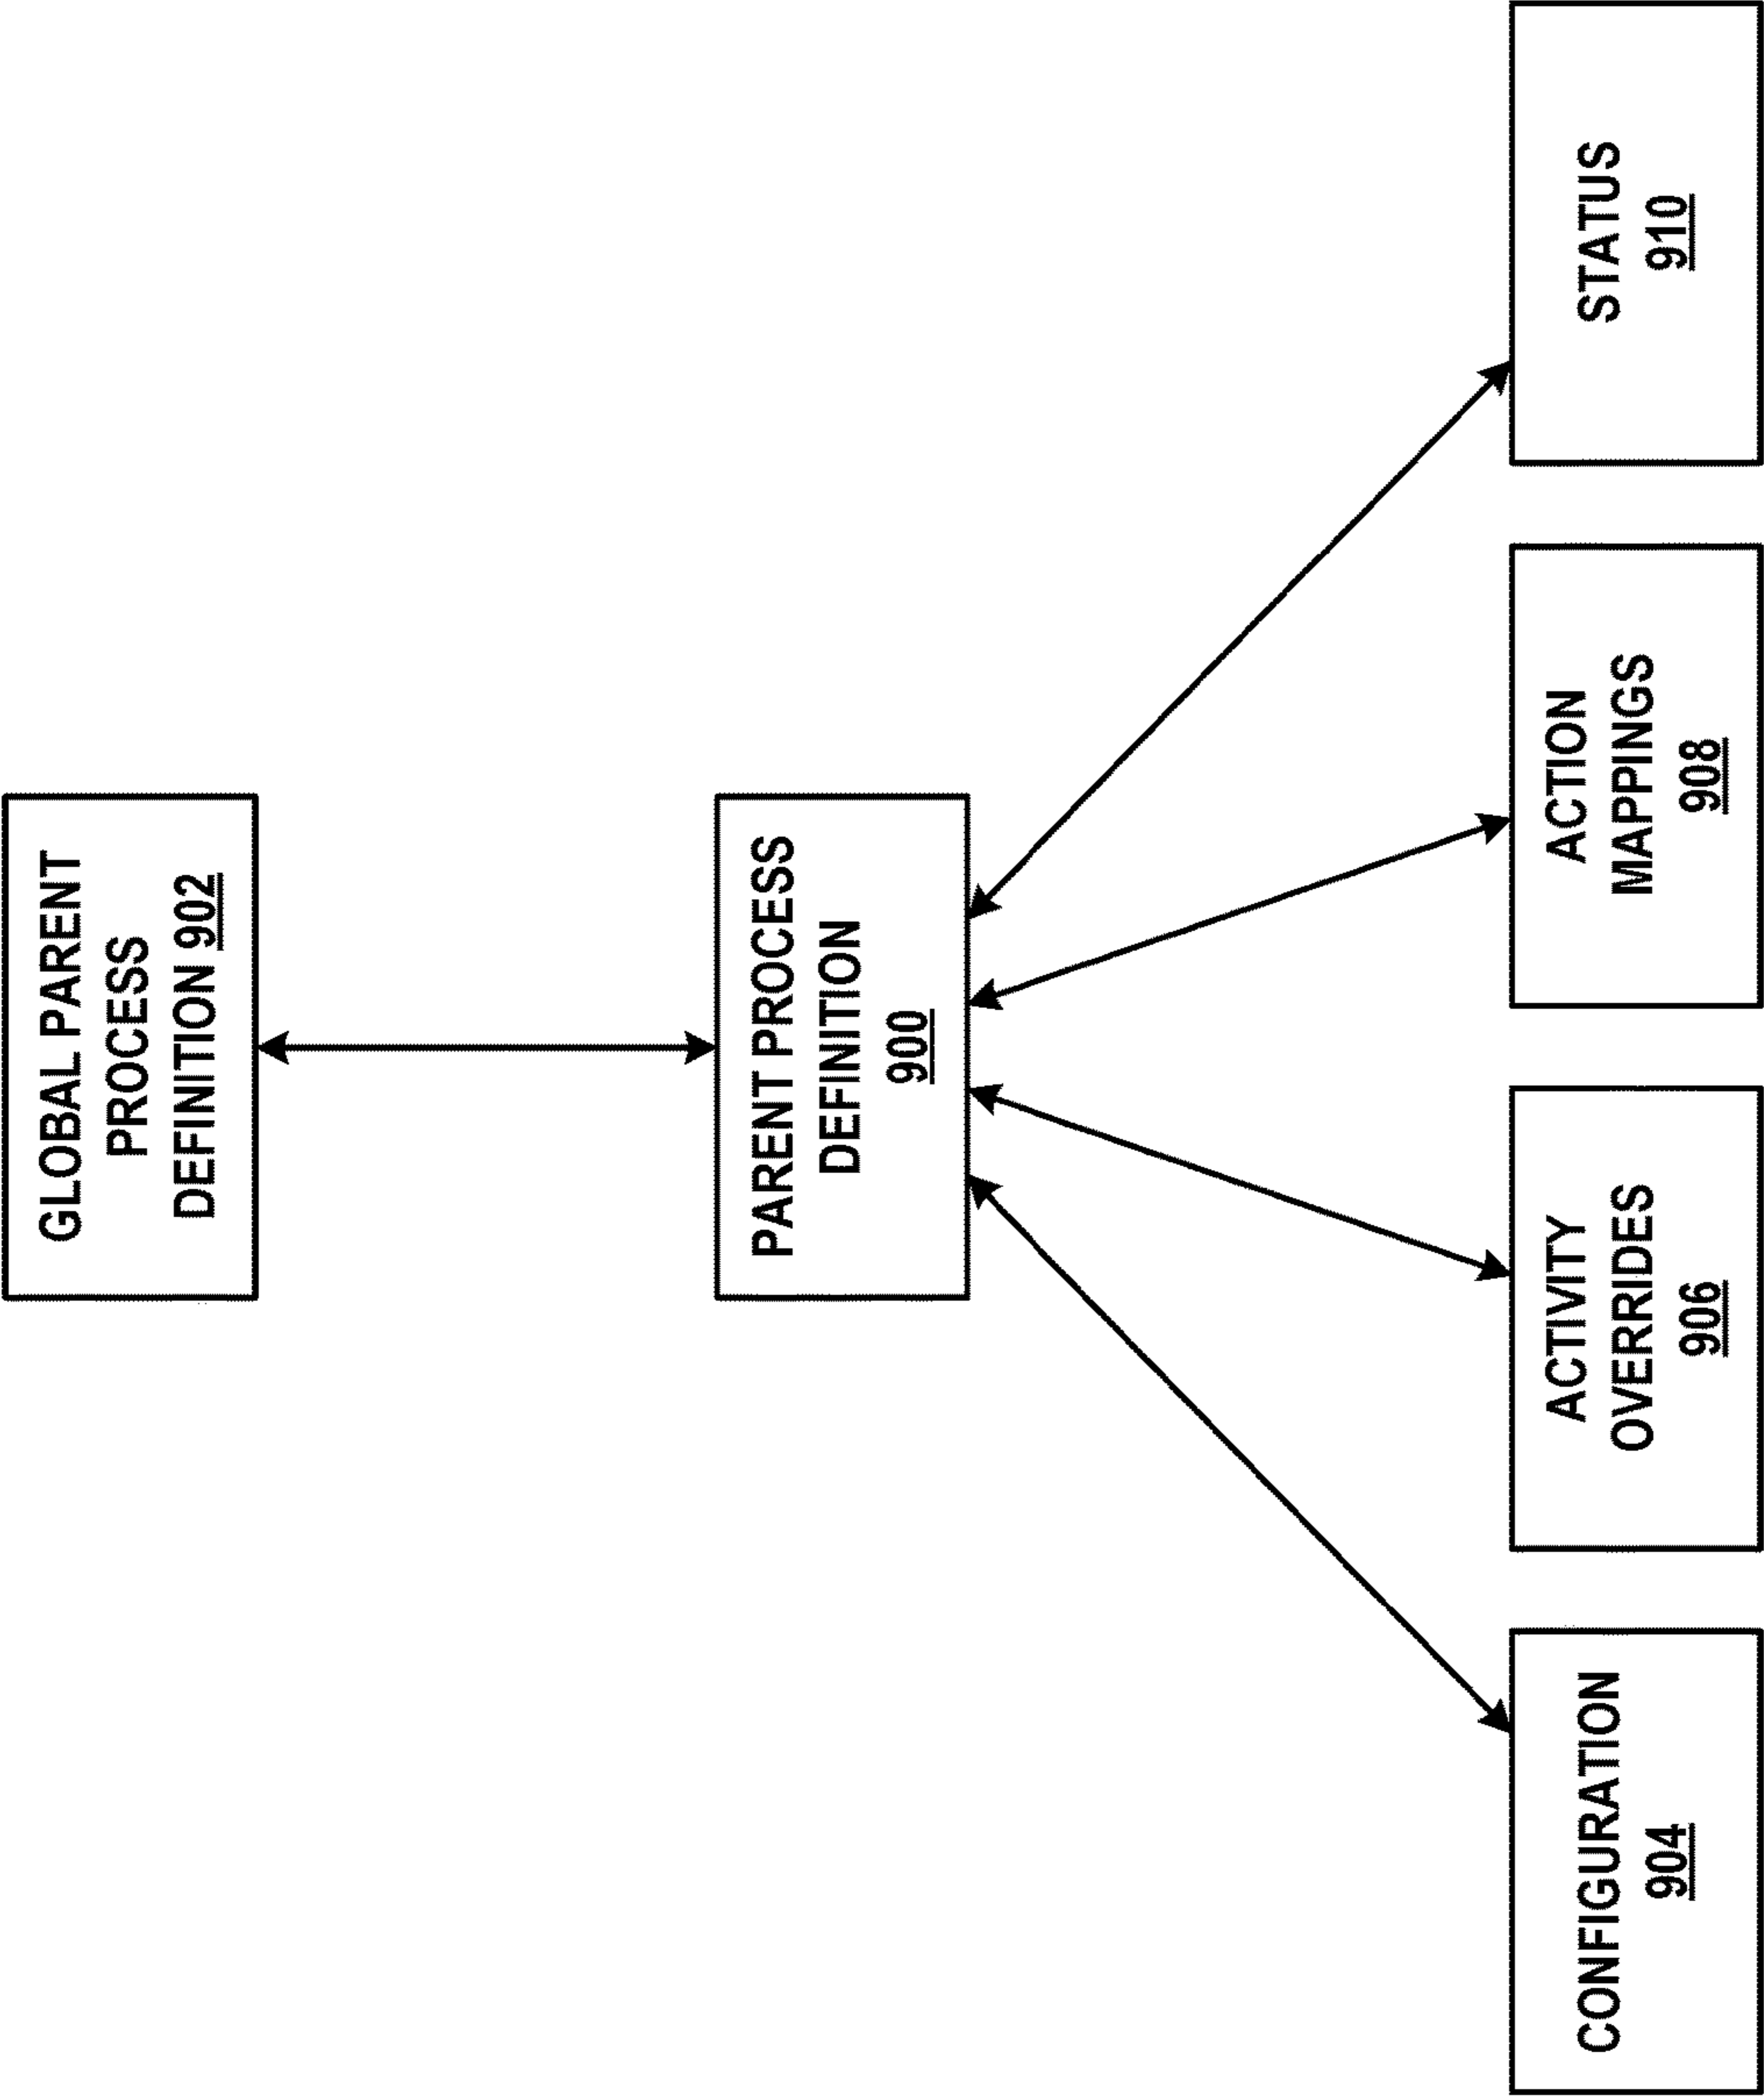 GLOBAL PARENT
PROCESS
DEFINITION 902
PARENT PROCESS
DEFINITION
900
CONFIGURATION
904
ACTIVITY
OVERRIDES
906
ACTION
MAPPINGS
908
STATUS
910